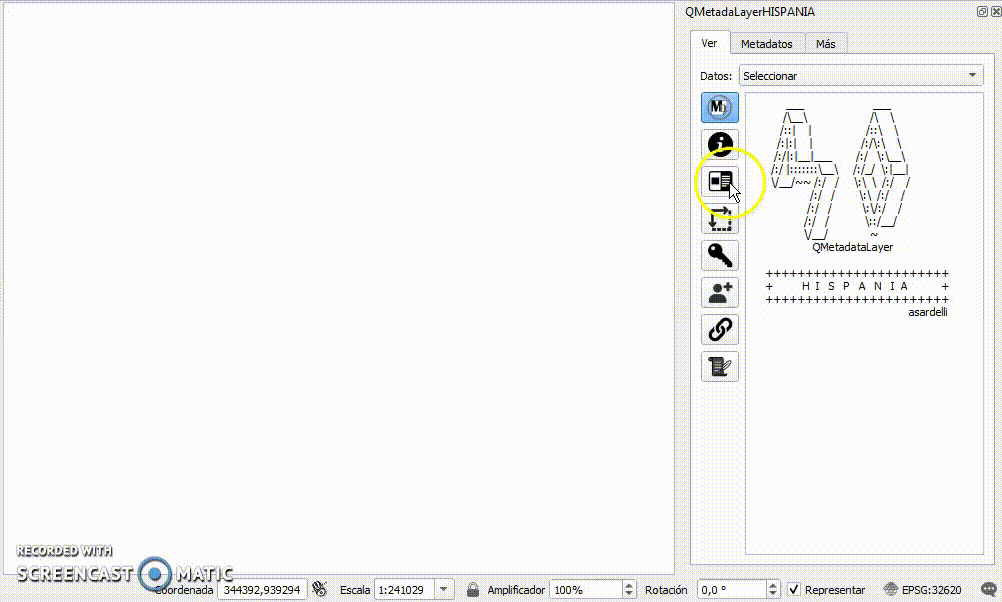 QMetadaLayerHISPANIA
Ver Metadatos Más
Datos: Seleccionar
QMetadataLayer
+++++++++++++++++++++++
+ H I S P A N I A +
+++++++++++++++++++++++
asardelli
RECORDED WITH
SCREENCAST MATIC
Coordenada 344392,939294 Escala 1:241029 Amplificador 100% Rotación 0,0 ° Representar EPSG:32620